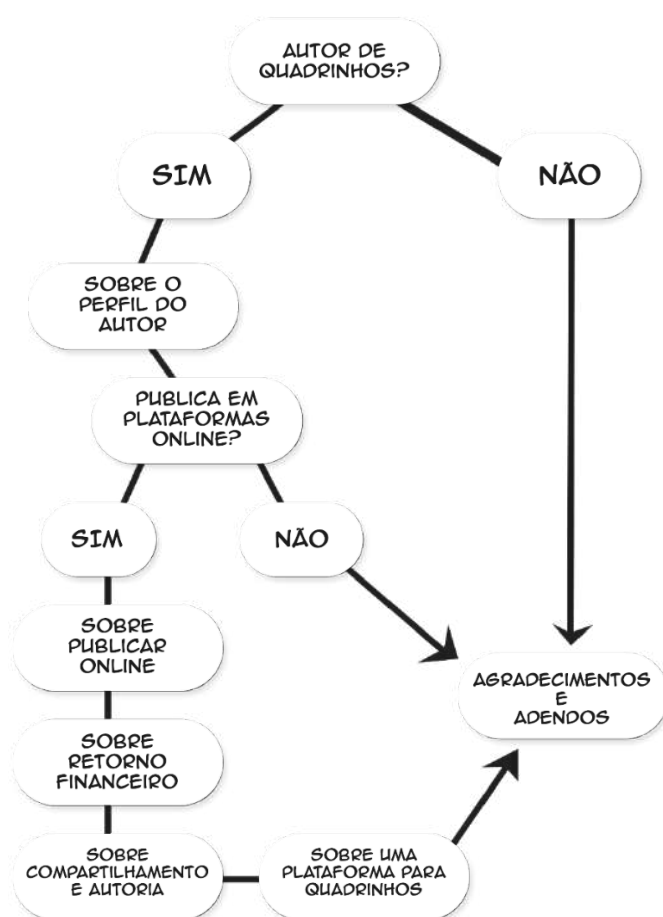 AUTOR DE
QUADRINHOS?
SIM
NÃO
SOBRE O
PERFIL DO
AUTOR
PUBLICA EM
PLATAFORMAS
ONLINE?
SIM
NÃO
SOBRE
PUBLICAR
ONLINE
AGRADECIMENTOS
E
ADENDOS
SOBRE
RETORNO
FINANCEIRO
SOBRE
COMPARTILHAMENTO
E AUTORIA
SOBRE UMA
PLATAFORMA PARA
QUADRINHOS